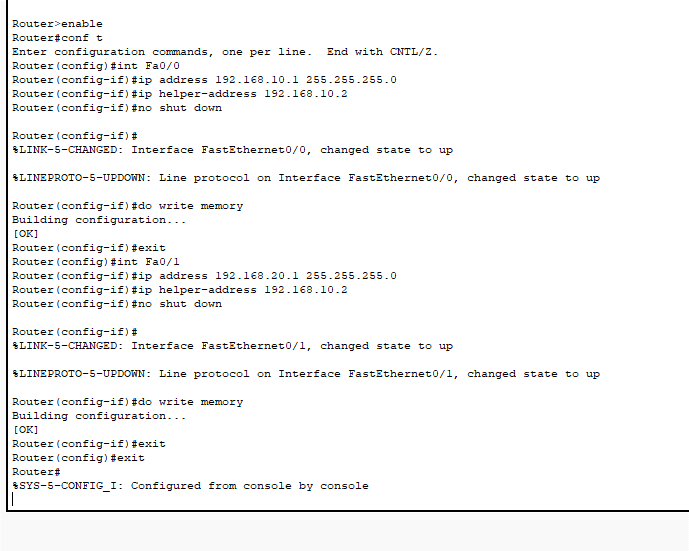 Router>enable
Router#conf t
Enter configuration commands, one per line.  End with CNTL/Z.
Router(config)#int Fa0/0
Router(config-if)#ip address 192.168.10.1 255.255.255.0
Router(config-if)#ip helper-address 192.168.10.2
Router(config-if)#no shut down
Router(config-if)#
%LINK-5-CHANGED: Interface FastEthernet0/0, changed state to up
%LINEPROTO-5-UPDOWN: Line protocol on Interface FastEthernet0/0, changed state to up
Router(config-if)#do write memory
Building configuration...
[OK]
Router(config-if)#exit
Router(config)#int Fa0/1
Router(config-if)#ip address 192.168.20.1 255.255.255.0
Router(config-if)#ip helper-address 192.168.10.2
Router(config-if)#no shut down
Router(config-if)#
%LINK-5-CHANGED: Interface FastEthernet0/1, changed state to up
%LINEPROTO-5-UPDOWN: Line protocol on Interface FastEthernet0/1, changed state to up
Router(config-if)#do write memory
Building configuration...
[OK]
Router(config-if)#exit
Router(config)#exit
Router#
%SYS-5-CONFIG_I: Configured from console by console